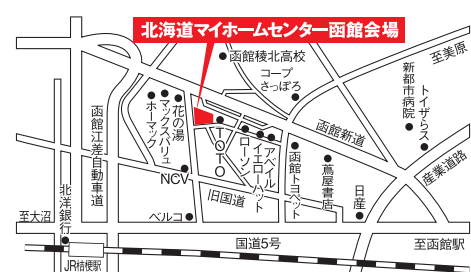 北海道マイホームセンター函館会場
函館稜北高校
コープ
さっぽろ
至美原
新都市病院
トイザらス
函館新道
産業道路
花の湯
マックスバリュ
ホーマック
TOTO
ローソン
イエローハット
アベイル
函館トヨペット
蔦屋書店
日産
函館江差自動車道
NCV
旧国道
ベルコ
北洋銀行
至大沼
国道5号
至函館駅
JR桔梗駅